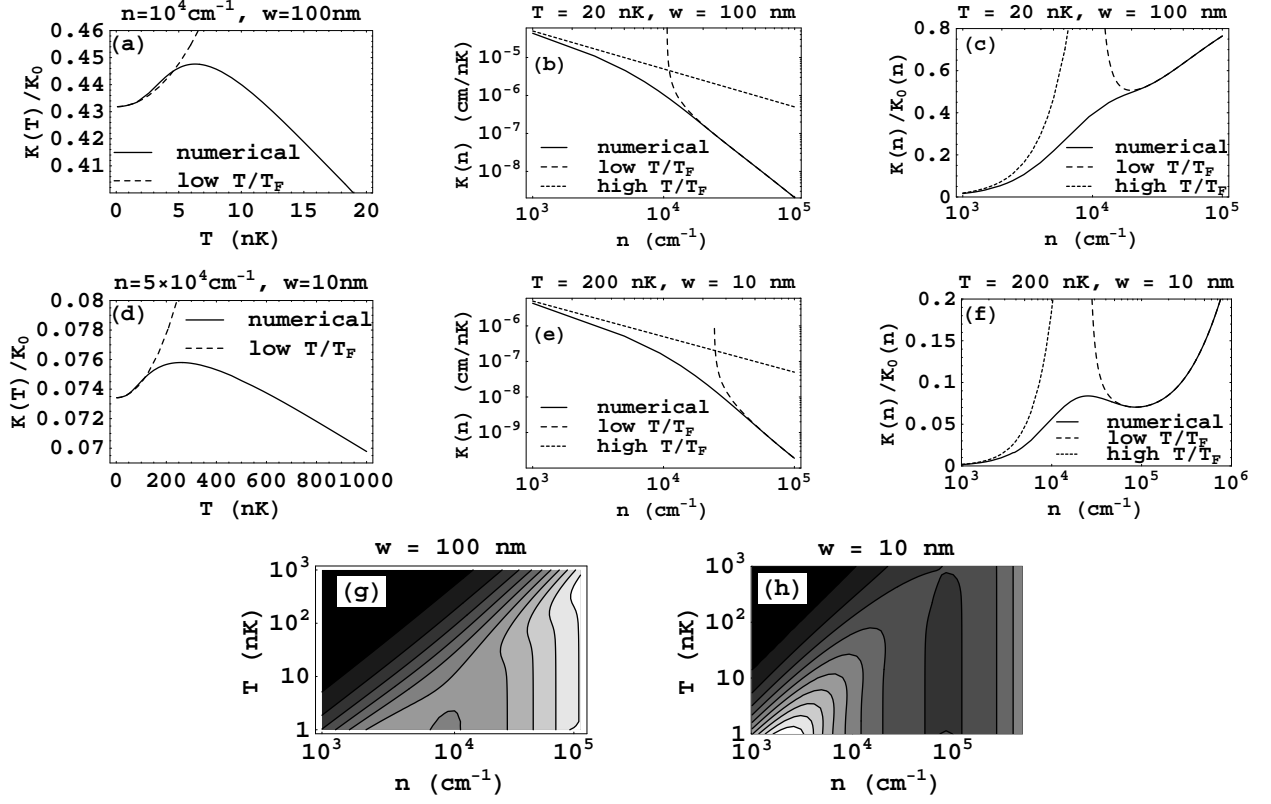 n=10⁴cm⁻¹, w=100nm
(a)
K(T)/K₀
0.46
0.45
0.44
0.43
0.42
0.41
numerical
low T/T_F
0 5 10 15 20
T (nK)
T = 20 nK, w = 100 nm
(b)
K(n) (cm/nK)
10⁻⁵
10⁻⁶
10⁻⁷
10⁻⁸
numerical
low T/T_F
high T/T_F
10³ 10⁴ 10⁵
n (cm⁻¹)
T = 20 nK, w = 100 nm
(c)
K(n)/K₀(n)
0.8
0.6
0.4
0.2
0
numerical
low T/T_F
high T/T_F
10³ 10⁴ 10⁵
n (cm⁻¹)
n=5×10⁴cm⁻¹, w=10nm
(d)
K(T)/K₀
0.08
0.078
0.076
0.074
0.072
0.07
numerical
low T/T_F
0 200 400 600 800 1000
T (nK)
T = 200 nK, w = 10 nm
(e)
K(n) (cm/nK)
10⁻⁶
10⁻⁷
10⁻⁸
10⁻⁹
numerical
low T/T_F
high T/T_F
10³ 10⁴ 10⁵
n (cm⁻¹)
T = 200 nK, w = 10 nm
(f)
K(n)/K₀(n)
0.2
0.15
0.1
0.05
0
numerical
low T/T_F
high T/T_F
10³ 10⁴ 10⁵ 10⁶
n (cm⁻¹)
w = 100 nm
(g)
T (nK)
10³
10²
10
1
10³ 10⁴ 10⁵
n (cm⁻¹)
w = 10 nm
(h)
T (nK)
10³
10²
10
1
10³ 10⁴ 10⁵
n (cm⁻¹)